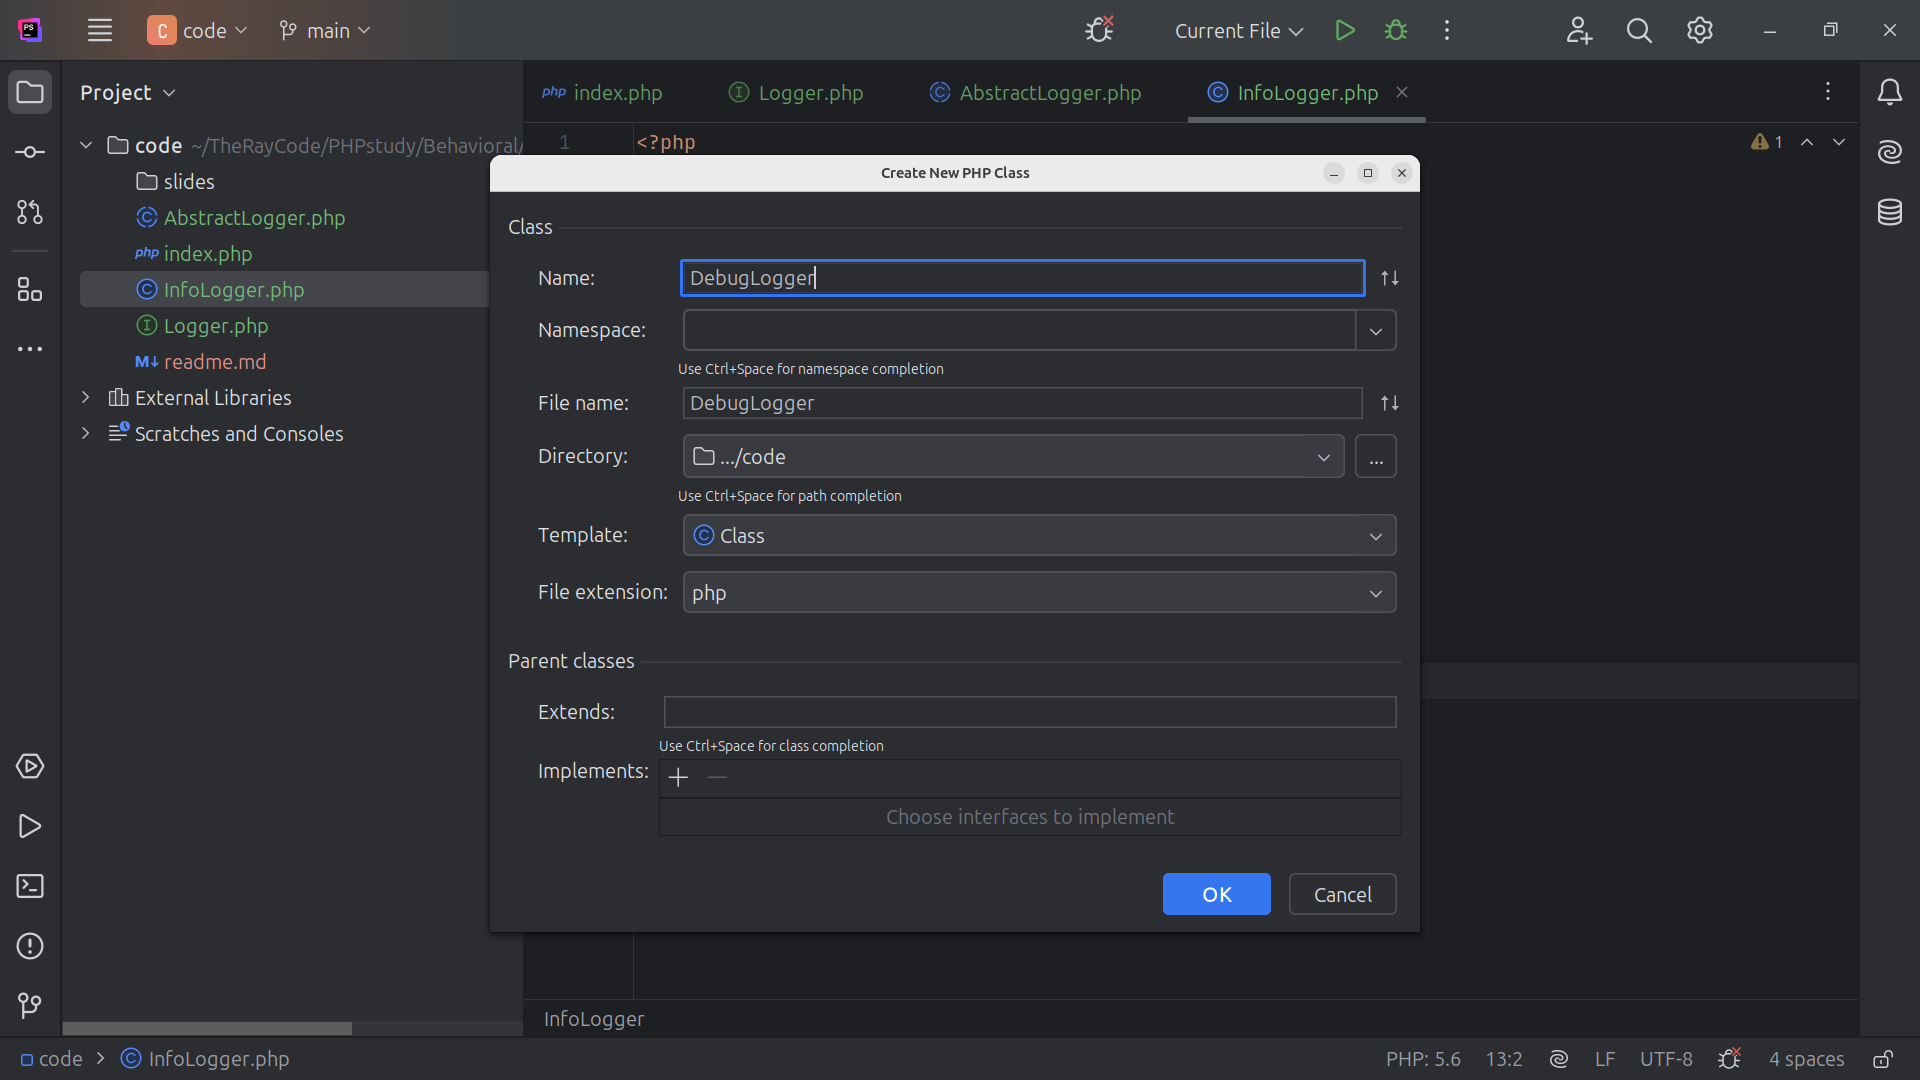 PS
C code main
Current File
Project
php index.php
Logger.php
AbstractLogger.php
InfoLogger.php
code ~/TheRayCode/PHPstudy/Behavioral/
slides
AbstractLogger.php
php index.php
InfoLogger.php
Logger.php
M↓ readme.md
External Libraries
Scratches and Consoles
1 <?php
1
Create New PHP Class
Class
Name: DebugLogger
Namespace:
Use Ctrl+Space for namespace completion
File name: DebugLogger
Directory: .../code
...
Use Ctrl+Space for path completion
Template: Class
File extension: php
Parent classes
Extends:
Use Ctrl+Space for class completion
Implements:
Choose interfaces to implement
OK Cancel
InfoLogger
code > InfoLogger.php
PHP: 5.6 13:2 LF UTF-8 4 spaces